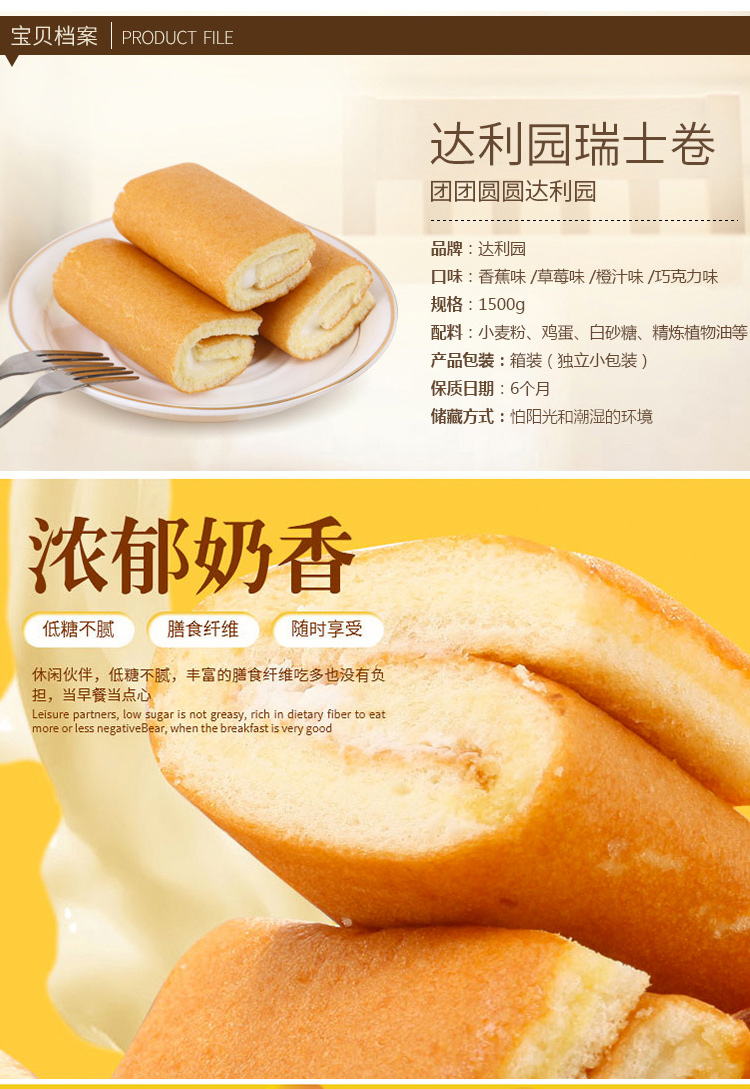 宝贝档案 PRODUCT FILE
达利园瑞士卷
团团圆圆达利园
品牌：达利园
口味：香蕉味 /草莓味 /橙汁味 /巧克力味
规格：1500g
配料：小麦粉、鸡蛋、白砂糖、精炼植物油等
产品包装：箱装（独立小包装）
保质日期：6个月
储藏方式：怕阳光和潮湿的环境
浓郁奶香
低糖不腻 膳食纤维 随时享受
休闲伙伴，低糖不腻，丰富的膳食纤维吃多也没有负
担，当早餐当点心
Leisure partners, low sugar is not greasy, rich in dietary fiber to eat
more or less negativeBear, when the breakfast is very good